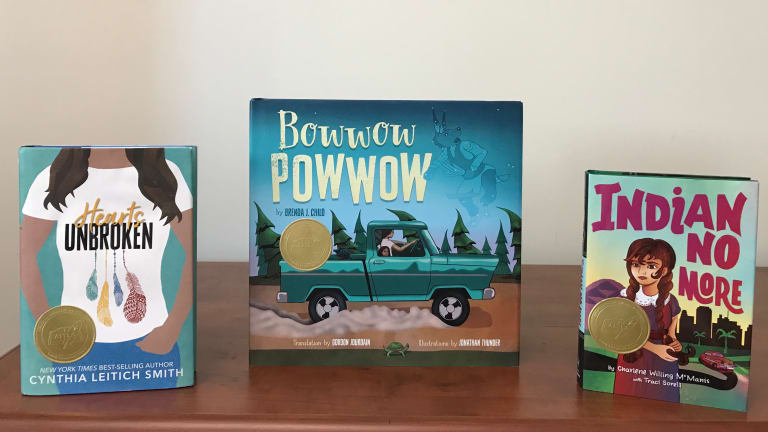 Hearts
UNBROKEN
NEW YORK TIMES BEST-SELLING AUTHOR
CYNTHIA LEITICH SMITH
Bowwow
POWWOW
by BRENDA J. CHILD
Translation by GORDON JOURDAIN
Illustrations by JONATHAN THUNDER
INDIAN
NO
MORE
By Charlene Willing McManis
with Traci Sorell